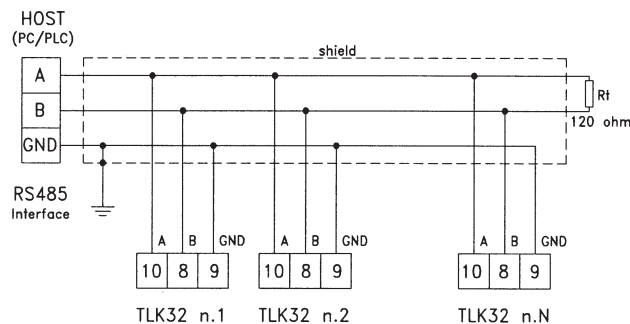 HOST
(PC/PLC)
shield
A
B
GND
Rt
120 ohm
RS485
Interface
A B GND
10 8 9
TLK32 n.1
A B GND
10 8 9
TLK32 n.2
A B GND
10 8 9
TLK32 n.N